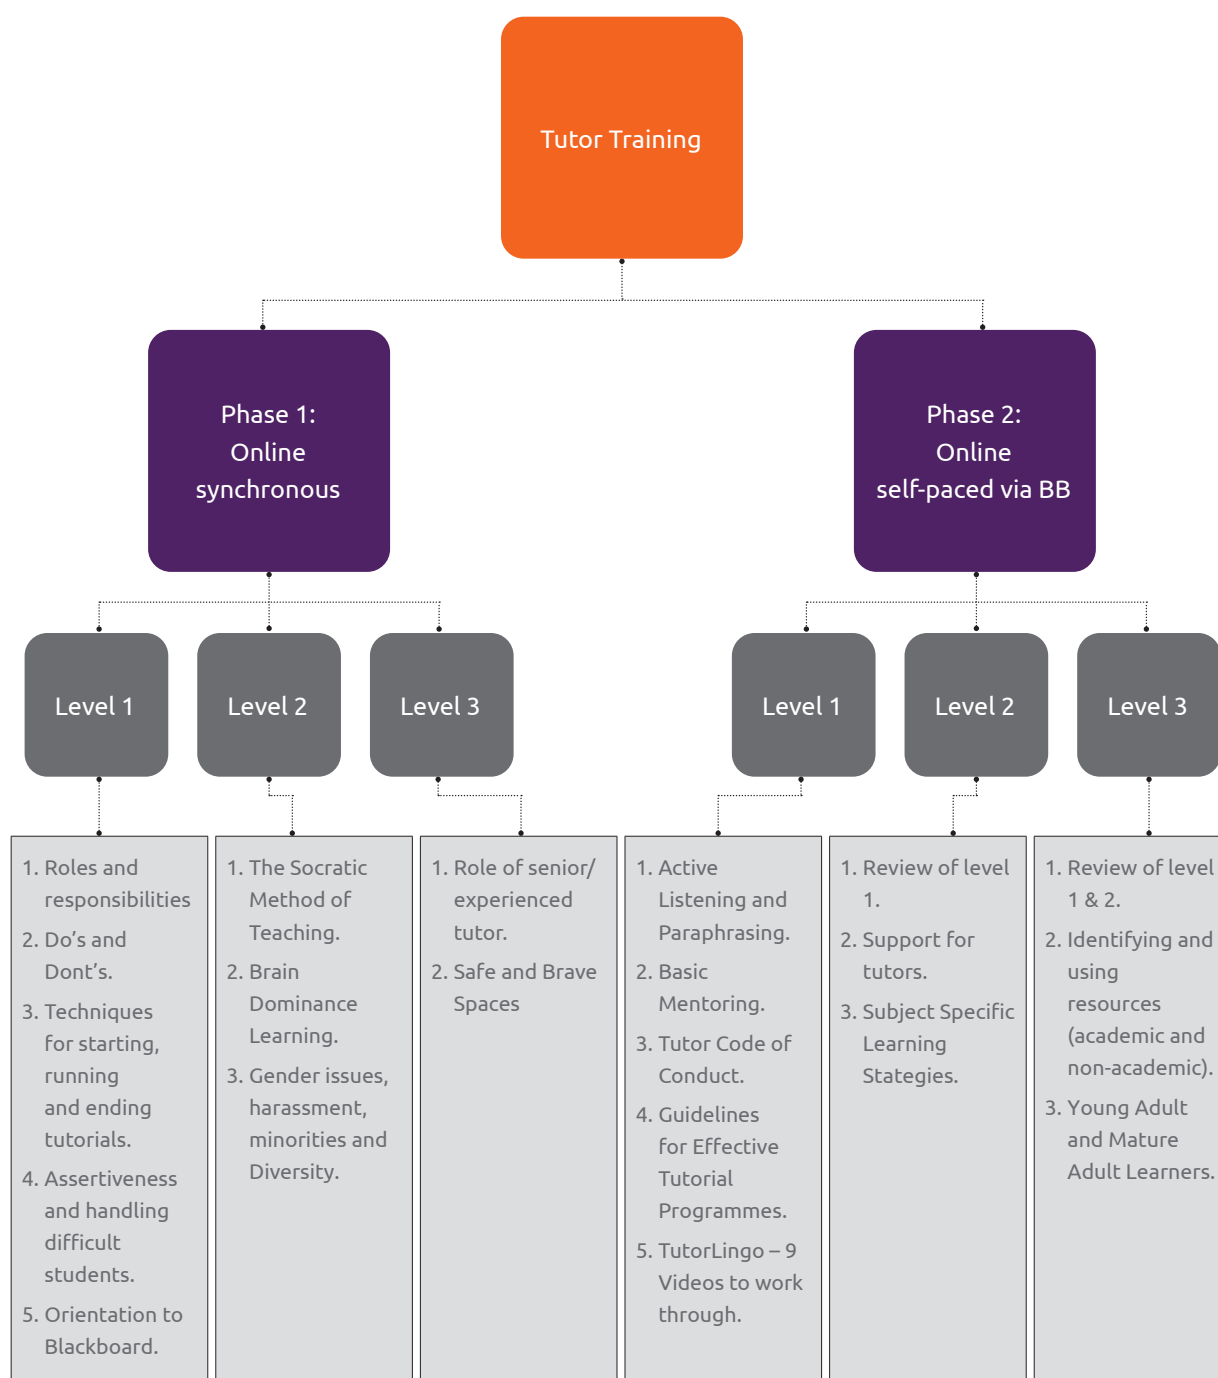 Tutor Training
Phase 1:
Online
synchronous
Phase 2:
Online
self-paced via BB
Level 1
Level 2
Level 3
Level 1
Level 2
Level 3
1. Roles and
responsibilities
2. Do's and
Dont's.
3. Techniques
for starting,
running
and ending
tutorials.
4. Assertiveness
and handling
difficult
students.
5. Orientation to
Blackboard.
1. The Socratic
Method of
Teaching.
2. Brain
Dominance
Learning.
3. Gender issues,
harassment,
minorities and
Diversity.
1. Role of senior/
experienced
tutor.
2. Safe and Brave
Spaces
1. Active
Listening and
Paraphrasing.
2. Basic
Mentoring.
3. Tutor Code of
Conduct.
4. Guidelines
for Effective
Tutorial
Programmes.
5. TutorLingo – 9
Videos to work
through.
1. Review of level
1.
2. Support for
tutors.
3. Subject Specific
Learning
Stategies.
1. Review of level
1 & 2.
2. Identifying and
using
resources
(academic and
non-academic).
3. Young Adult
and Mature
Adult Learners.